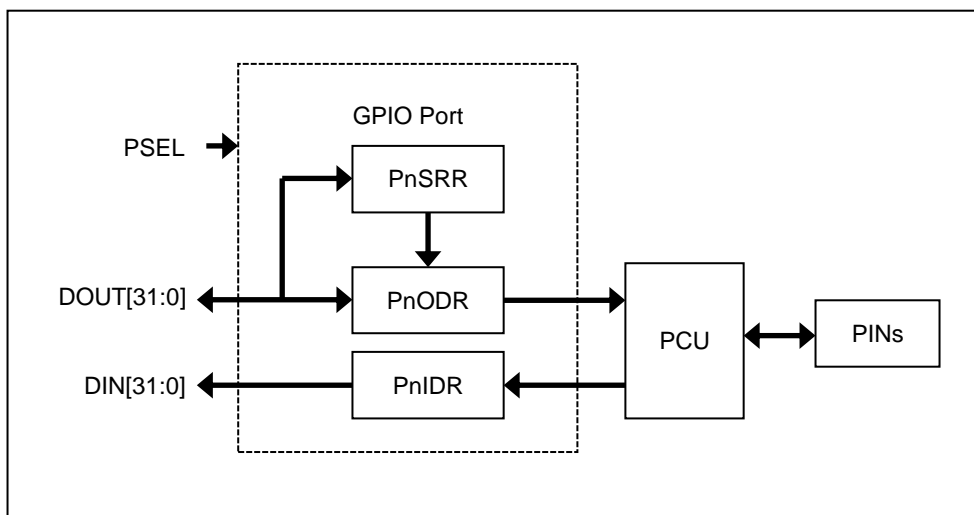 GPIO Port
PSEL
PnSRR
DOUT[31:0]
PnODR
PCU
PINs
DIN[31:0]
PnIDR